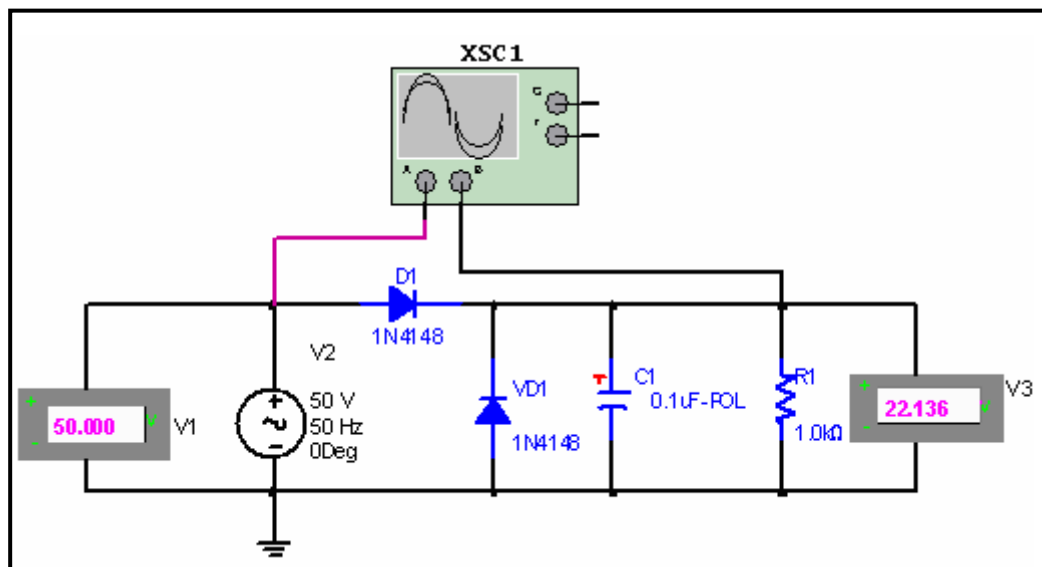 XSC1
G
T
A
B
D1
1N4148
V2
50 V
50 Hz
0Deg
VD1
1N4148
C1
0.1uF-POL
R1
1.0kΩ
50.000
V
V1
22.136
V
V3